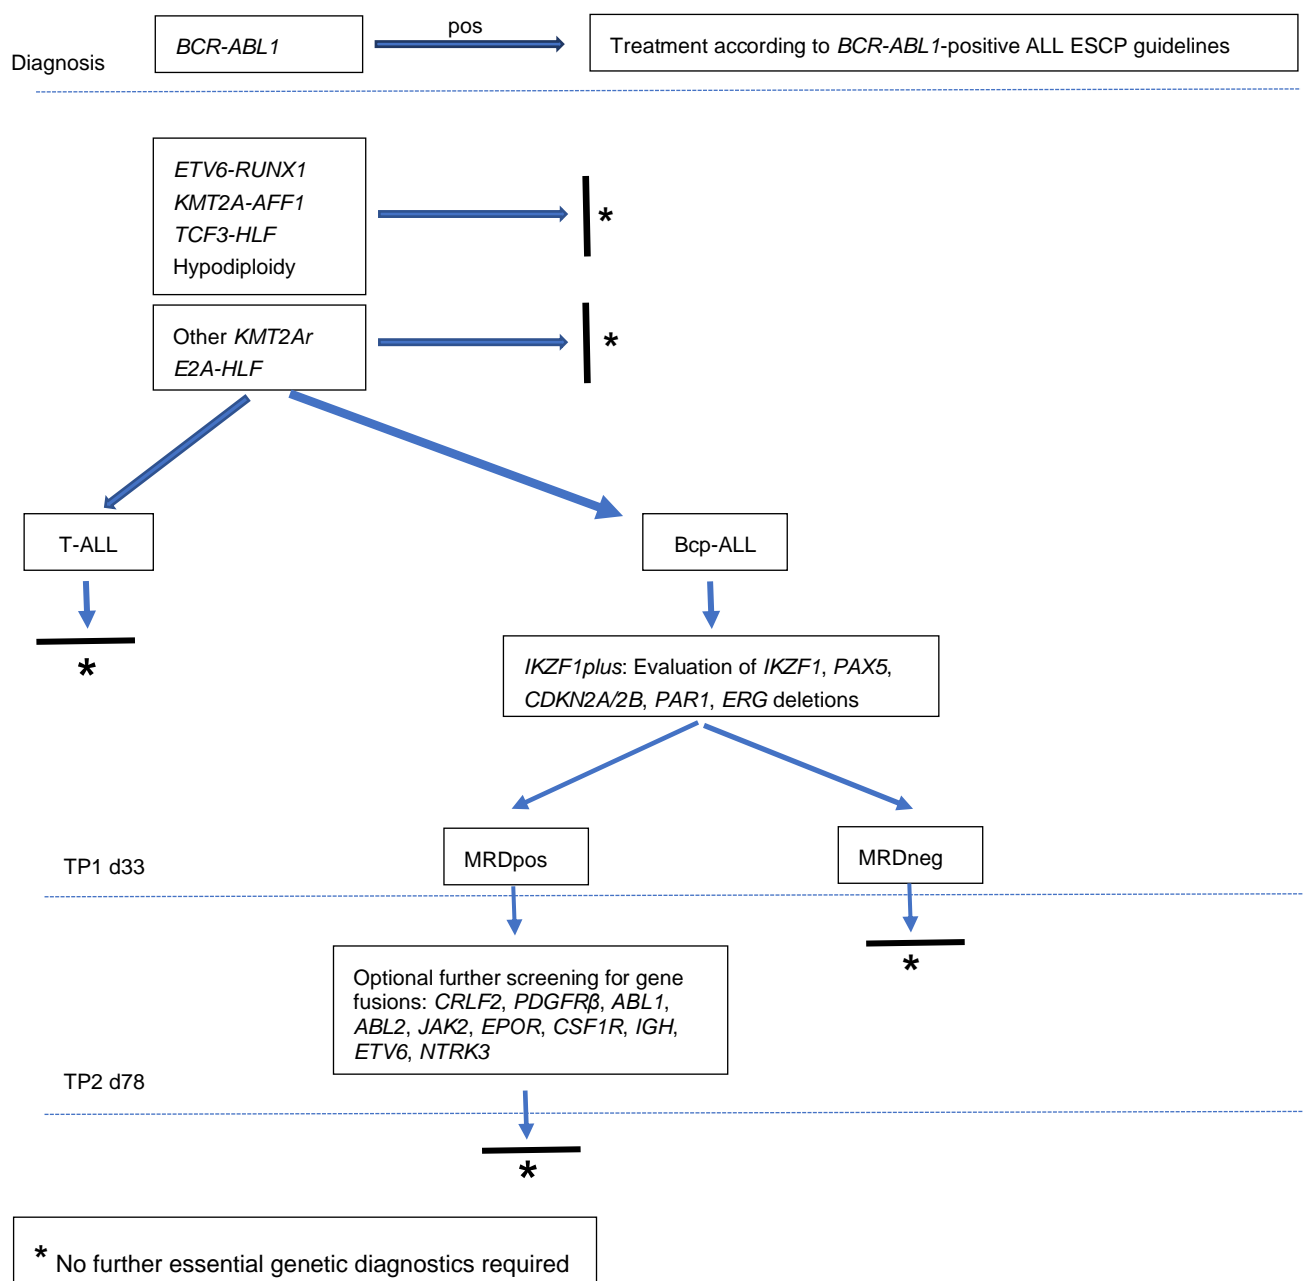 BCR-ABL1
pos
Treatment according to BCR-ABL1-positive ALL ESCP guidelines
Diagnosis
ETV6-RUNX1
KMT2A-AFF1
TCF3-HLF
Hypodiploidy
*
Other KMT2Ar
E2A-HLF
*
T-ALL
Bcp-ALL
*
IKZF1plus: Evaluation of IKZF1, PAX5,
CDKN2A/2B, PAR1, ERG deletions
TP1 d33
MRDpos
MRDneg
*
Optional further screening for gene
fusions: CRLF2, PDGFRβ, ABL1,
ABL2, JAK2, EPOR, CSF1R, IGH,
ETV6, NTRK3
TP2 d78
*
* No further essential genetic diagnostics required